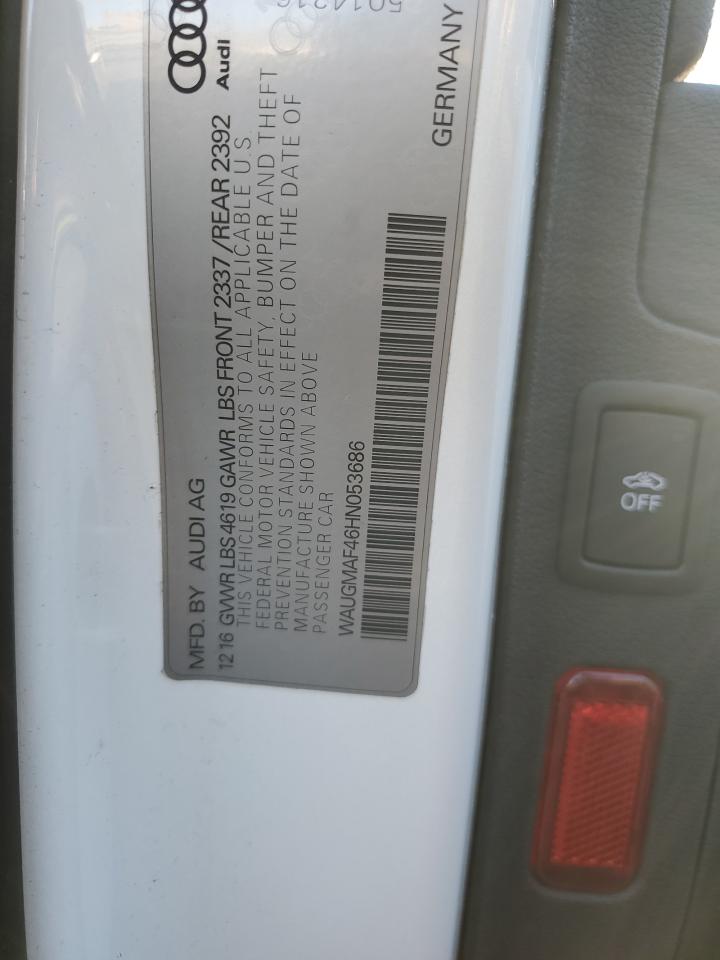 MFD. BY AUDI AG
Audi
12 16 GVWR LBS 4619 GAWR LBS FRONT 2337 / REAR 2392
THIS VEHICLE CONFORMS TO ALL APPLICABLE U.S.
FEDERAL MOTOR VEHICLE SAFETY, BUMPER AND THEFT
PREVENTION STANDARDS IN EFFECT ON THE DATE OF
MANUFACTURE SHOWN ABOVE
PASSENGER CAR
WAUGMAF46HN053686
GERMANY
OFF